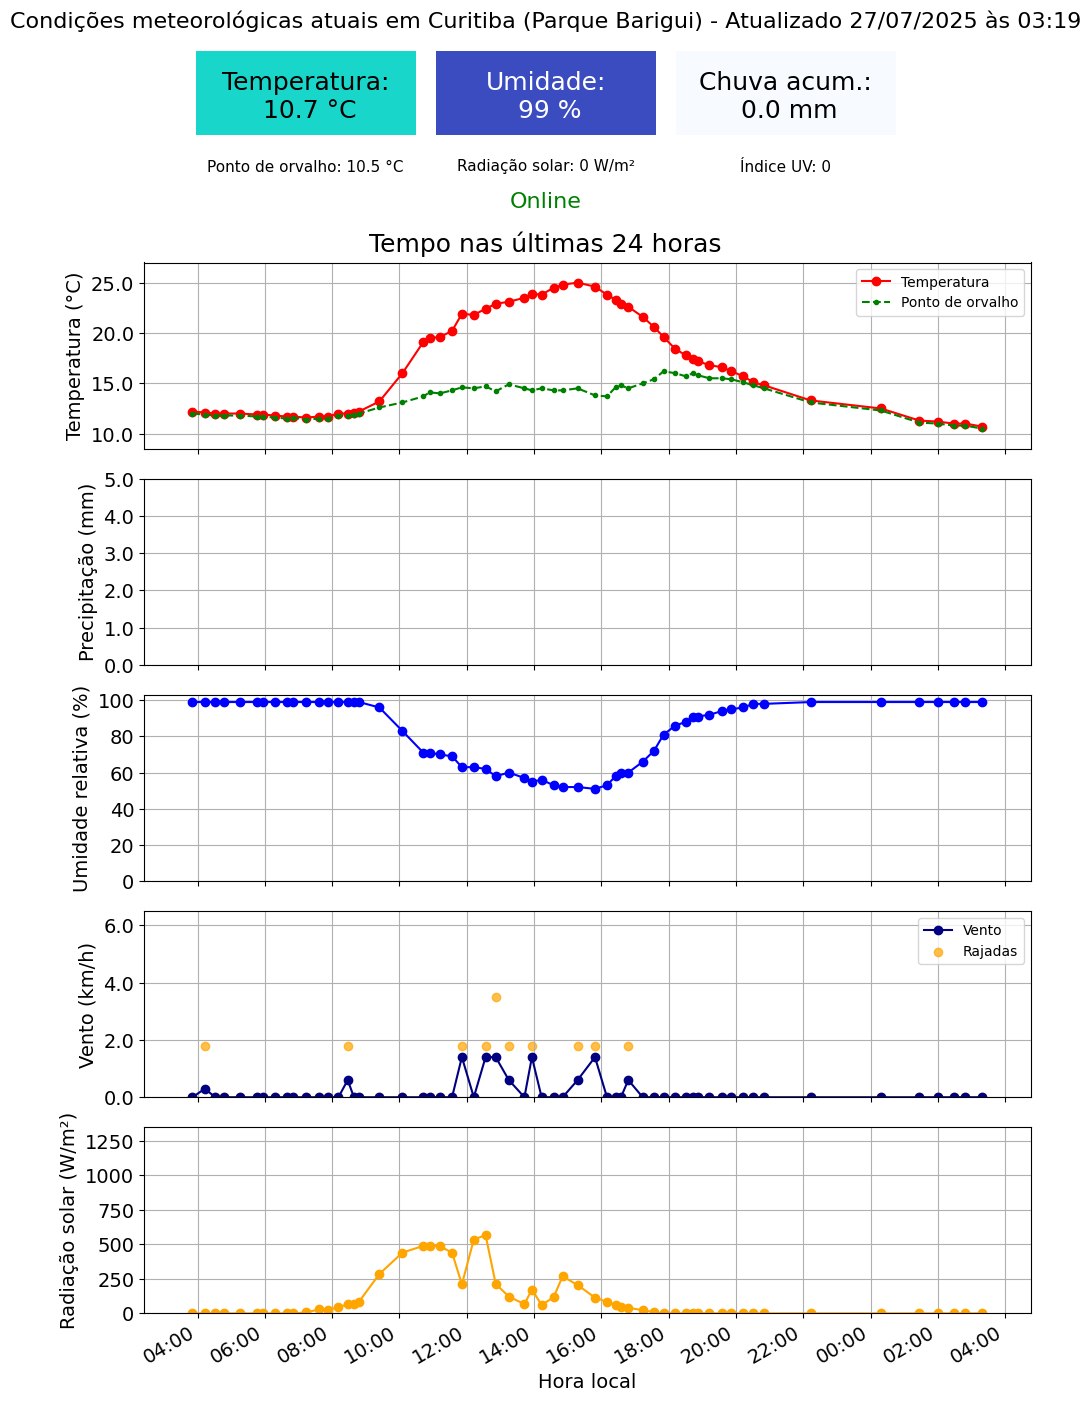 Condições meteorológicas atuais em Curitiba (Parque Barigui) - Atualizado 27/07/2025 às 03:19
Temperatura:
10.7 °C
Umidade:
99 %
Chuva acum.:
0.0 mm
Ponto de orvalho: 10.5 °C
Radiação solar: 0 W/m²
Índice UV: 0
Online
Tempo nas últimas 24 horas
Temperatura (°C)
25.0
20.0
15.0
10.0
Temperatura
Ponto de orvalho
Precipitação (mm)
5.0
4.0
3.0
2.0
1.0
0.0
Umidade relativa (%)
100
80
60
40
20
0
Vento (km/h)
6.0
4.0
2.0
0.0
Vento
Rajadas
Radiação solar (W/m²)
1250
1000
750
500
250
0
04:00
06:00
08:00
10:00
12:00
14:00
16:00
18:00
20:00
22:00
00:00
02:00
04:00
Hora local